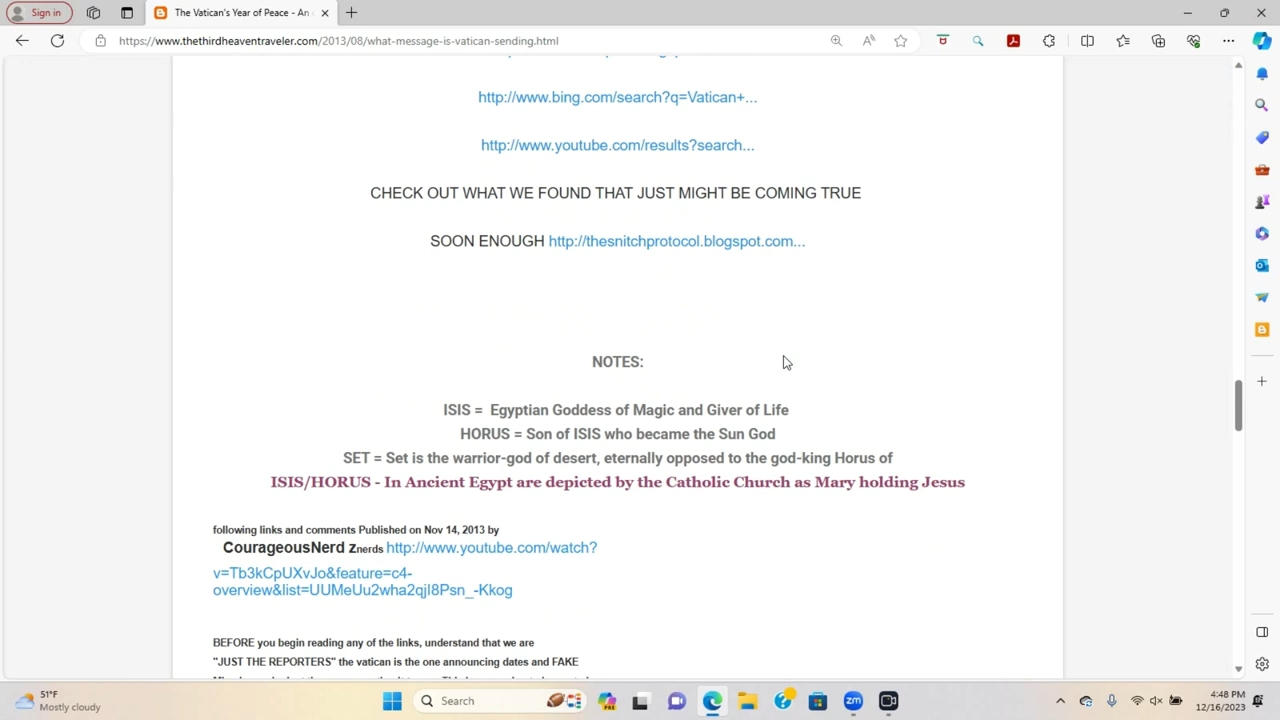 Sign in
The Vatican's Year of Peace - An
https://www.thethirdheaventraveler.com/2013/08/what-message-is-vatican-sending.html
http://www.bing.com/search?q=Vatican+...
http://www.youtube.com/results?search...
CHECK OUT WHAT WE FOUND THAT JUST MIGHT BE COMING TRUE
SOON ENOUGH http://thesnitchprotocol.blogspot.com...
NOTES:
ISIS = Egyptian Goddess of Magic and Giver of Life
HORUS = Son of ISIS who became the Sun God
SET = Set is the warrior-god of desert, eternally opposed to the god-king Horus of
ISIS/HORUS - In Ancient Egypt are depicted by the Catholic Church as Mary holding Jesus
following links and comments Published on Nov 14, 2013 by
CourageousNerd znerds http://www.youtube.com/watch?
v=Tb3kCpUXvJo&feature=c4-
overview&list=UUMeUu2wha2qjI8Psn_-Kkog
BEFORE you begin reading any of the links, understand that we are
"JUST THE REPORTERS" the vatican is the one announcing dates and FAKE
51°F
Mostly cloudy
Search
PRE
zm
4:48 PM
12/16/2023